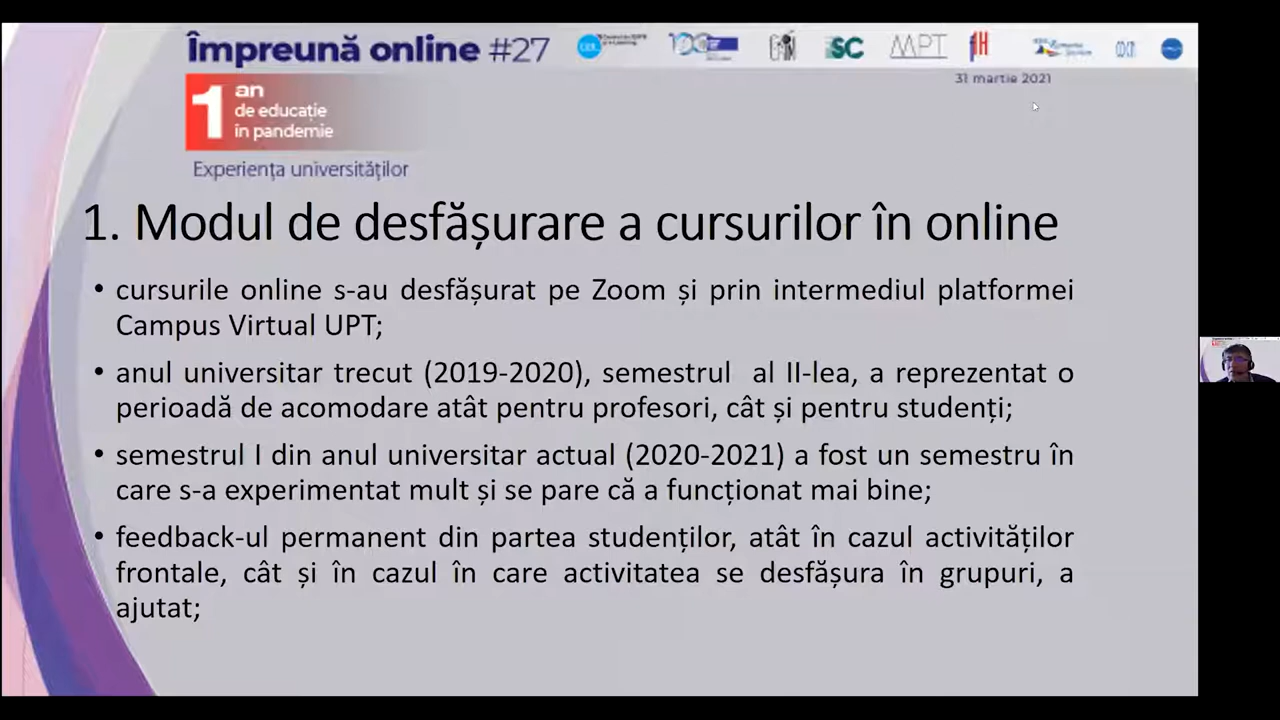 Împreună online #27
31 martie 2021
1 an
de educație
în pandemie
Experiența universităților
1. Modul de desfășurare a cursurilor în online
• cursurile online s-au desfășurat pe Zoom și prin intermediul platformei
Campus Virtual UPT;
• anul universitar trecut (2019-2020), semestrul al II-lea, a reprezentat o
perioadă de acomodare atât pentru profesori, cât și pentru studenți;
• semestrul I din anul universitar actual (2020-2021) a fost un semestru în
care s-a experimentat mult și se pare că a funcționat mai bine;
• feedback-ul permanent din partea studenților, atât în cazul activităților
frontale, cât și în cazul în care activitatea se desfășura în grupuri, a
ajutat;